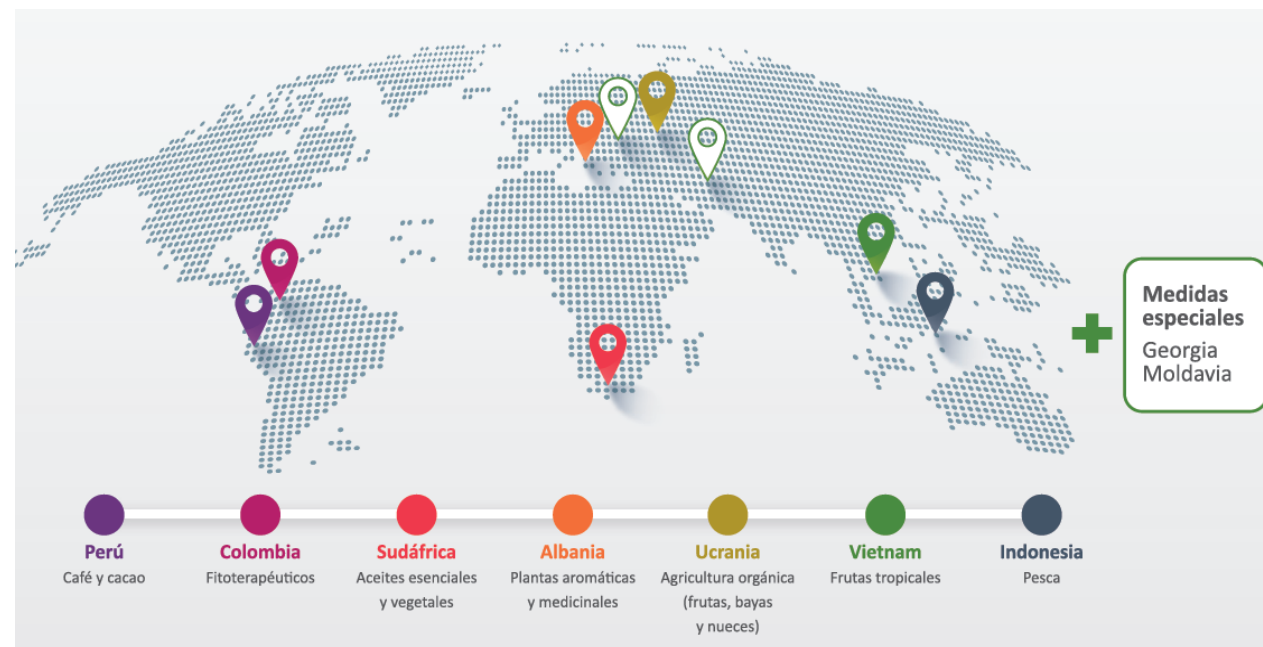 Medidas
especiales
Georgia
Moldavia
Perú
Café y cacao
Colombia
Fitoterapéuticos
Sudáfrica
Aceites esenciales
y vegetales
Albania
Plantas aromáticas
y medicinales
Ucrania
Agricultura orgánica
(frutas, bayas
y nueces)
Vietnam
Frutas tropicales
Indonesia
Pesca